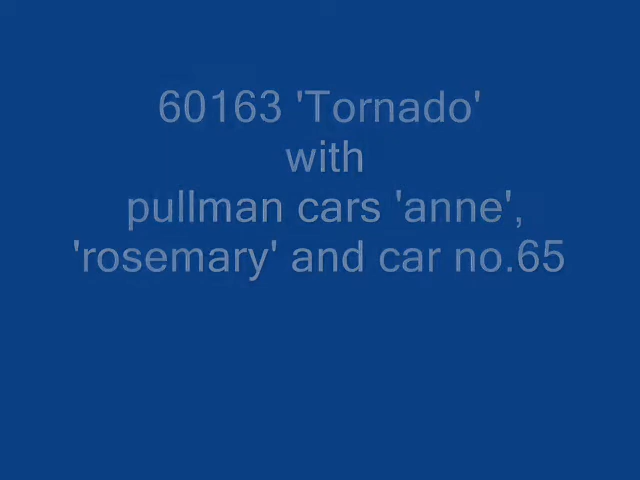 60163 'Tornado'
with
pullman cars 'anne',
'rosemary' and car no.65